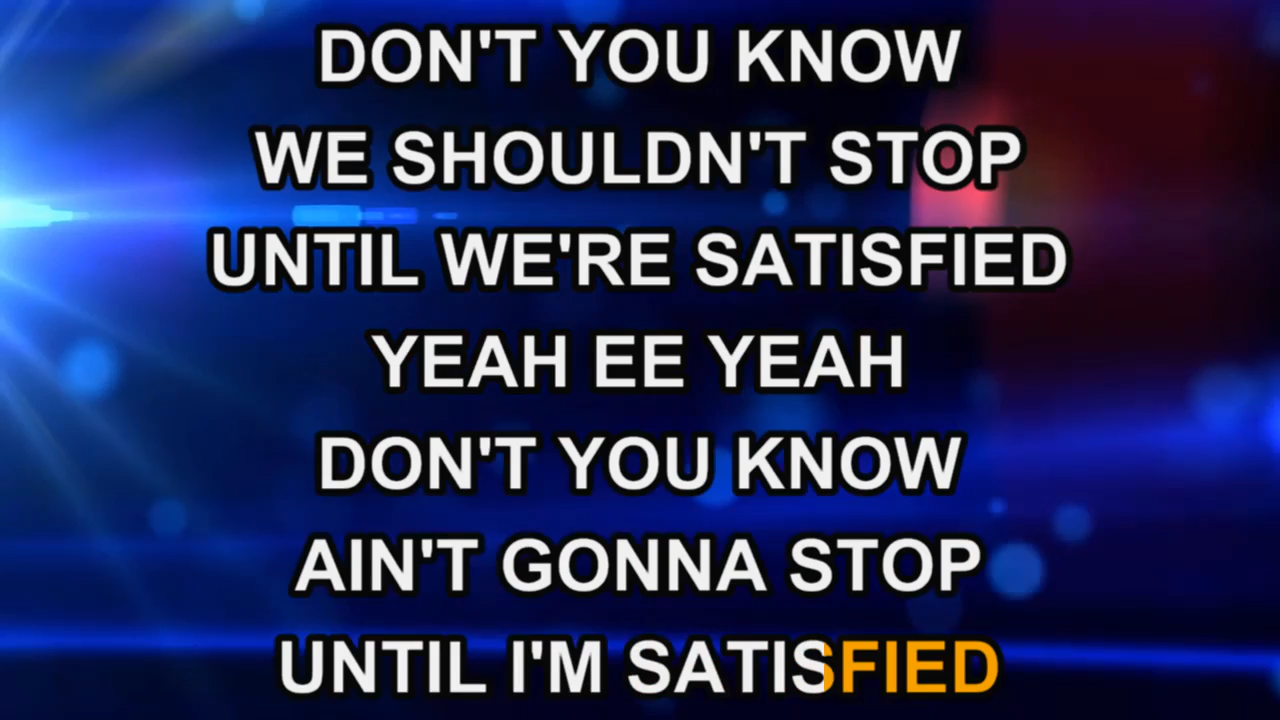 DON'T YOU KNOW
WE SHOULDN'T STOP
UNTIL WE'RE SATISFIED
YEAH EE YEAH
DON'T YOU KNOW
AIN'T GONNA STOP
UNTIL I'M SATISFIED